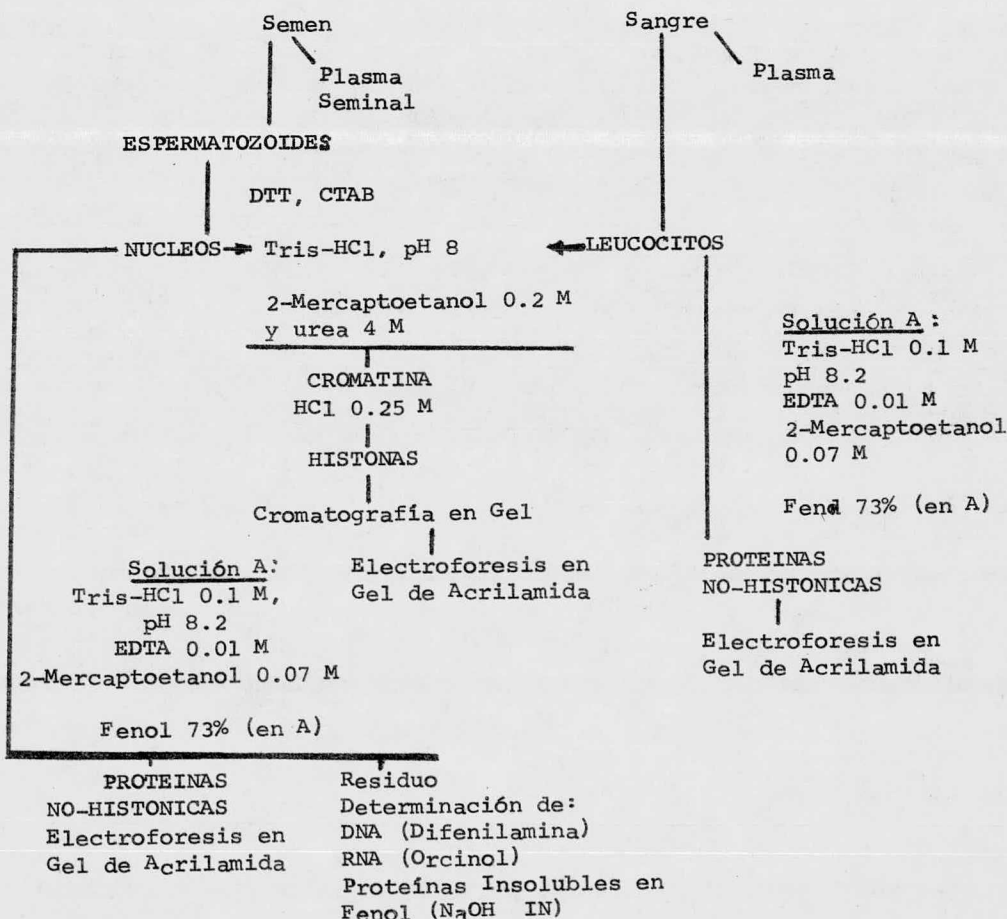 Semen
Sangre
Plasma
Seminal
Plasma
ESPERMATOZOIDES
DTT, CTAB
NUCLEOS
Tris-HCl, pH 8
LEUCOCITOS
2-Mercaptoetanol 0.2 M
y urea 4 M
CROMATINA
HCl 0.25 M
HISTONAS
Cromatografía en Gel
Electroforesis en
Gel de Acrilamida
Solución A:
Tris-HCl 0.1 M
pH 8.2
EDTA 0.01 M
2-Mercaptoetanol
0.07 M
Fenol 73% (en A)
PROTEINAS
NO-HISTONICAS
Electroforesis en
Gel de Acrilamida
Solución A:
Tris-HCl 0.1 M,
pH 8.2
EDTA 0.01 M
2-Mercaptoetanol 0.07 M
Fenol 73% (en A)
PROTEINAS
NO-HISTONICAS
Electroforesis en
Gel de Acrilamida
Residuo
Determinación de:
DNA (Difenilamina)
RNA (Orcinol)
Proteínas Insolubles en
Fenol (NaOH IN)